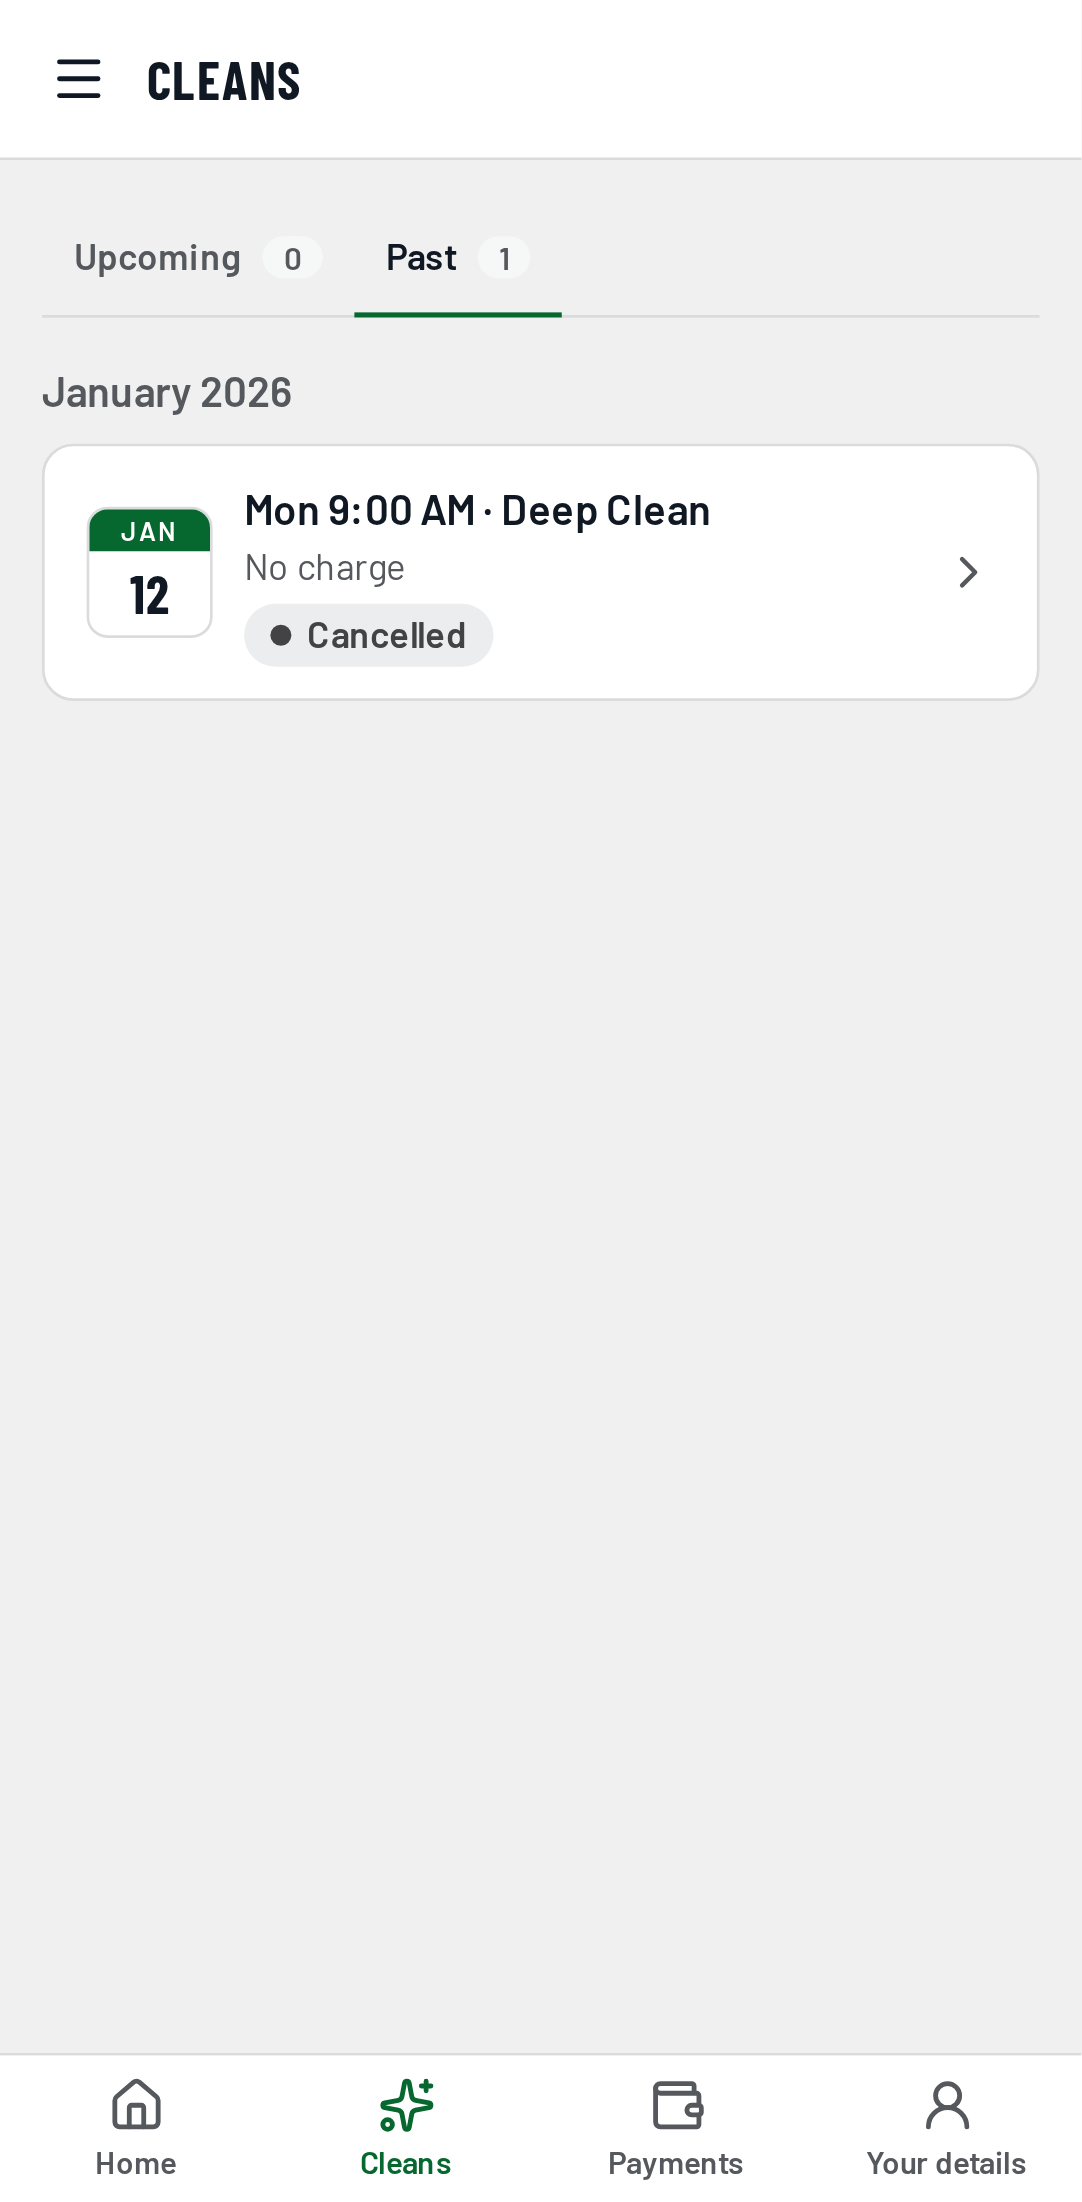 CLEANS
Upcoming 0 Past 1
January 2026
JAN
12
Mon 9:00 AM · Deep Clean
No charge
Cancelled
Home Cleans Payments Your details